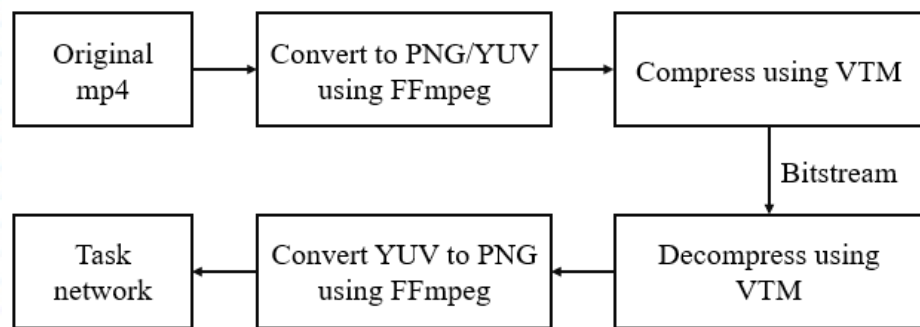 Original
mp4
Convert to PNG/YUV
using FFmpeg
Compress using VTM
Bitstream
Decompress using
VTM
Convert YUV to PNG
using FFmpeg
Task
network